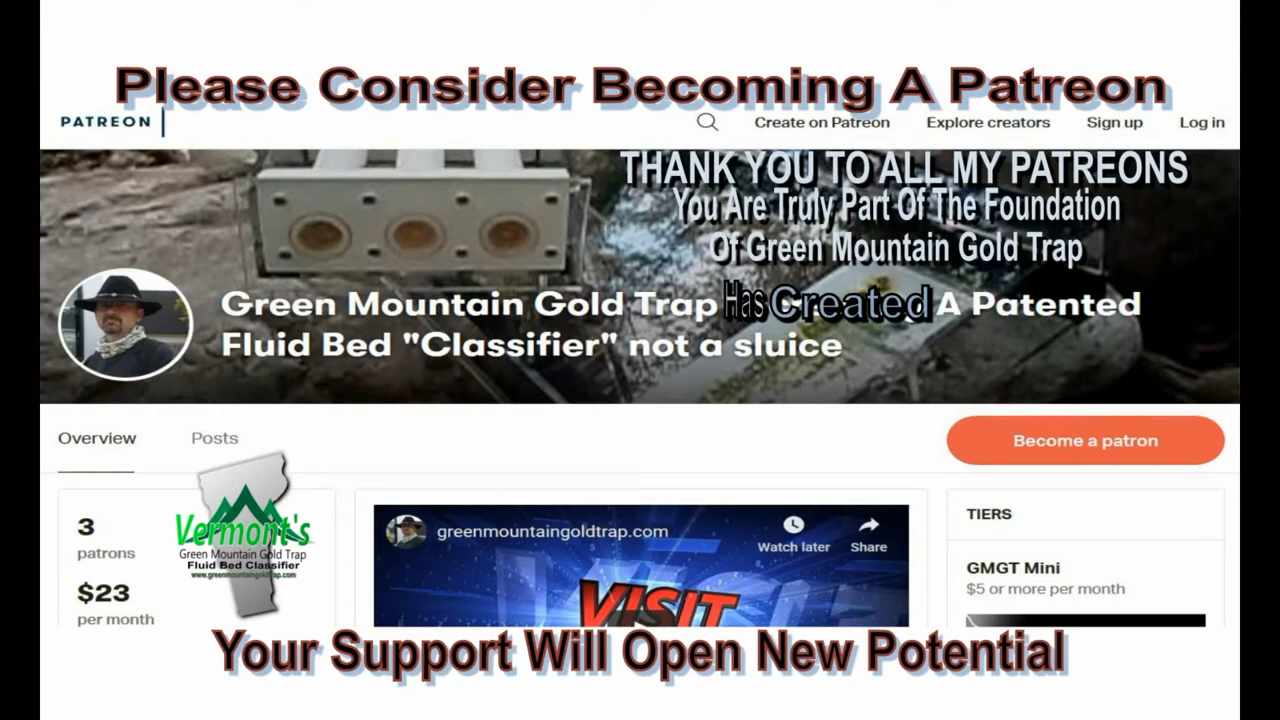 Please Consider Becoming A Patreon
PATREON
Create on Patreon
Explore creators
Sign up
Log in
THANK YOU TO ALL MY PATREONS
You Are Truly Part Of The Foundation
Of Green Mountain Gold Trap
Green Mountain Gold Trap Has Created A Patented
Fluid Bed "Classifier" not a sluice
Overview
Posts
Become a patron
3
patrons
$23
per month
Vermont's
Green Mountain Gold Trap
Fluid Bed Classifier
www.greenmountaingoldtrap.com
greenmountaingoldtrap.com
Watch later
Share
VISIT
TIERS
GMGT Mini
$5 or more per month
Your Support Will Open New Potential